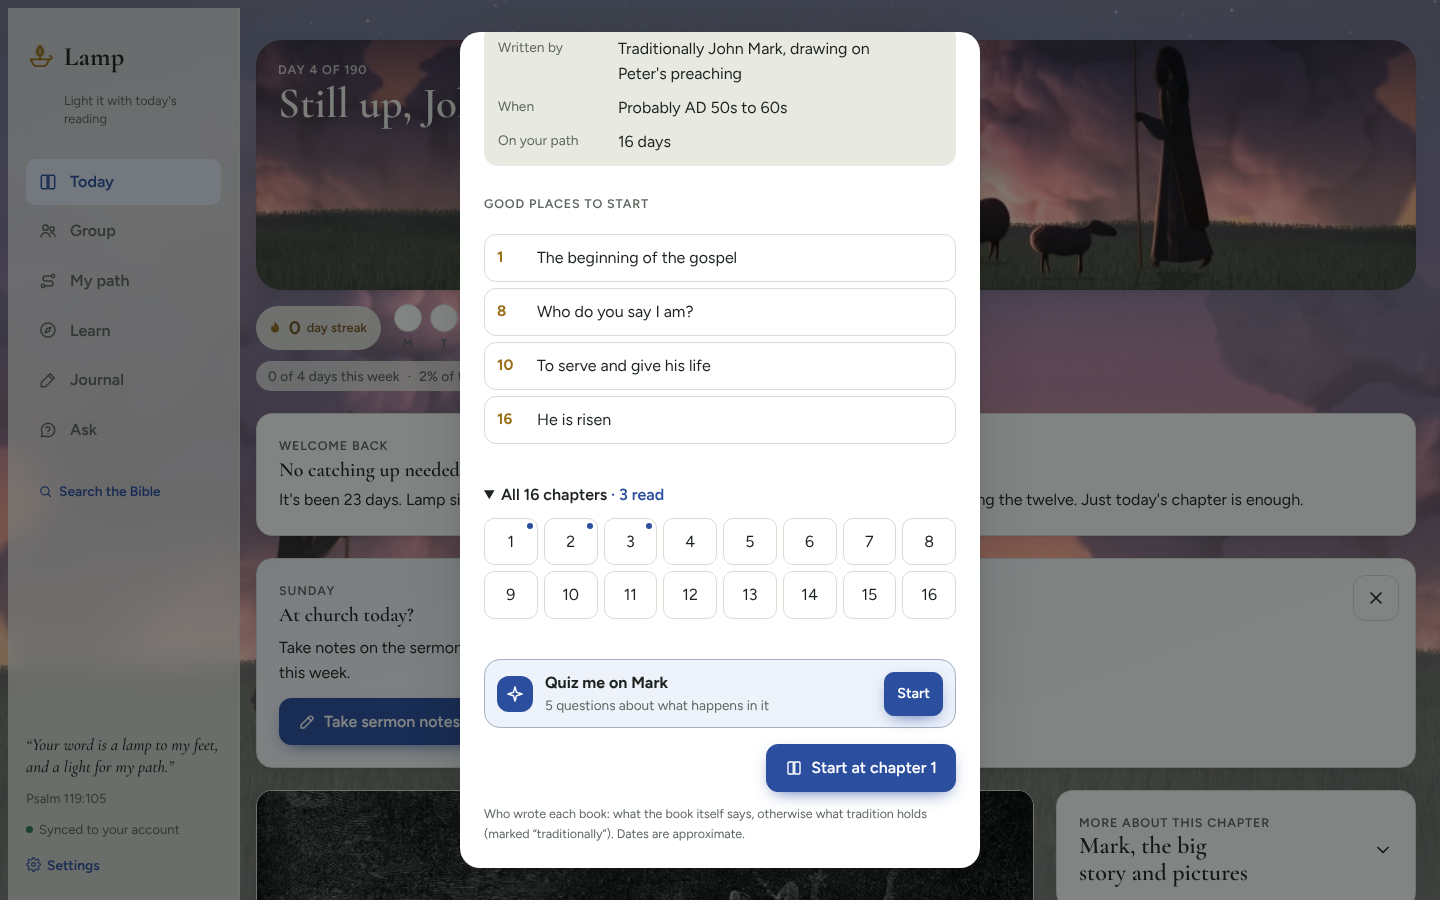 Lamp
Light it with today's
reading
Today
Group
My path
Learn
Journal
Ask
Search the Bible
“Your word is a lamp to my feet,
and a light for my path.”
Psalm 119:105
Synced to your account
Settings
DAY 4 OF 190
Still up,
0 day streak
M T
0 of 4 days this week · 2% of
WELCOME BACK
No catching up needed
It's been 23 days. Lamp
ng the twelve. Just today's chapter is enough.
SUNDAY
At church today?
Take notes on the sermon
this week.
Take sermon notes
MORE ABOUT THIS CHAPTER
Mark, the big
story and pictures
Written by
Traditionally John Mark, drawing on
Peter's preaching
When
Probably AD 50s to 60s
On your path
16 days
GOOD PLACES TO START
1 The beginning of the gospel
8 Who do you say I am?
10 To serve and give his life
16 He is risen
All 16 chapters · 3 read
1 2 3 4 5 6 7 8
9 10 11 12 13 14 15 16
Quiz me on Mark
5 questions about what happens in it
Start
Start at chapter 1
Who wrote each book: what the book itself says, otherwise what tradition holds
(marked “traditionally”). Dates are approximate.